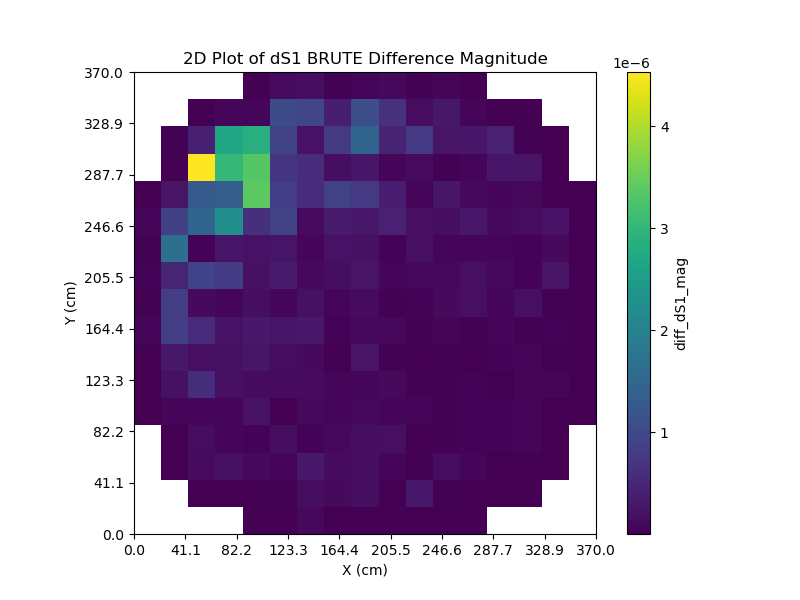 2D Plot of dS1 BRUTE Difference Magnitude
1e−6
370.0
328.9
287.7
246.6
205.5
164.4
123.3
82.2
41.1
0.0
Y (cm)
0.0 41.1 82.2 123.3 164.4 205.5 246.6 287.7 328.9 370.0
X (cm)
4
3
2
1
diff_dS1_mag